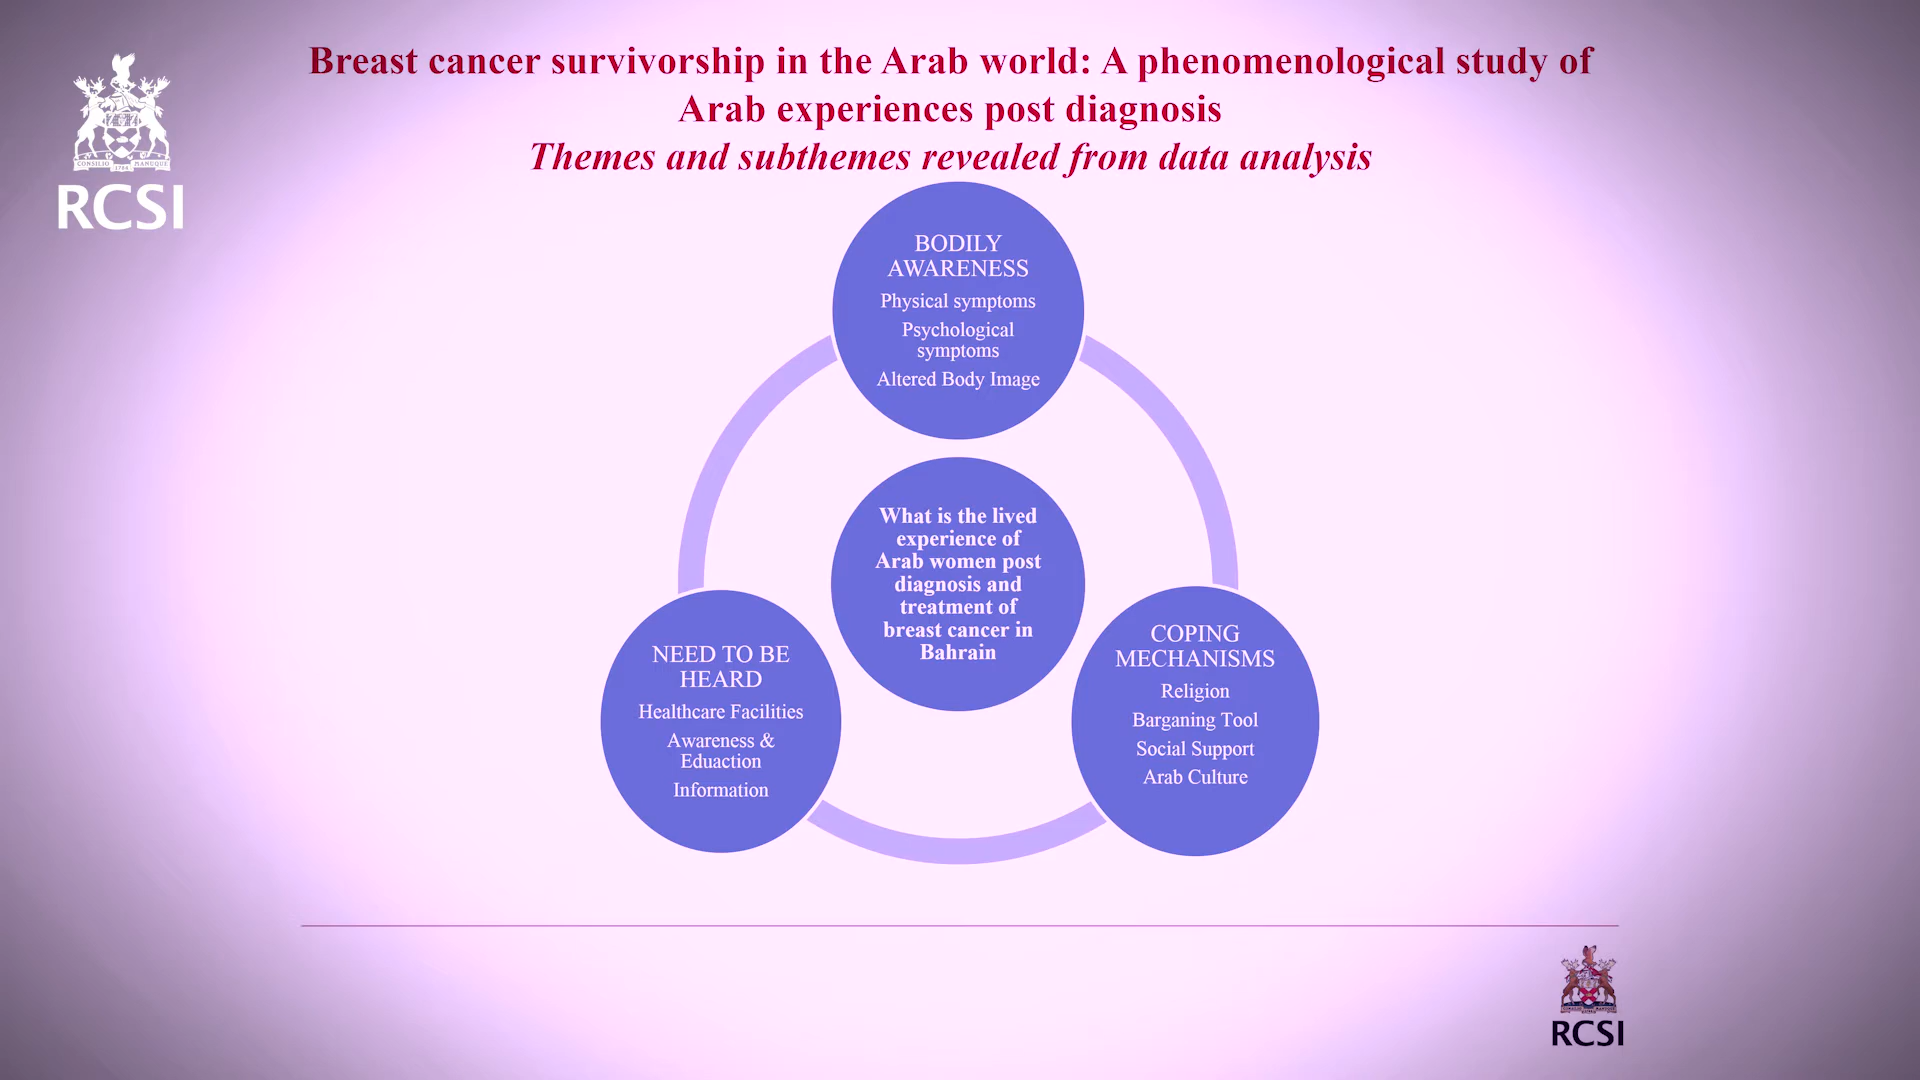 Breast cancer survivorship in the Arab world: A phenomenological study of
Arab experiences post diagnosis
Themes and subthemes revealed from data analysis
CONSILIO MANUQUE
1784
RCSI
BODILY
AWARENESS
Physical symptoms
Psychological
symptoms
Altered Body Image
What is the lived
experience of
Arab women post
diagnosis and
treatment of
breast cancer in
Bahrain
NEED TO BE
HEARD
Healthcare Facilities
Awareness &
Eduaction
Information
COPING
MECHANISMS
Religion
Barganing Tool
Social Support
Arab Culture
RCSI